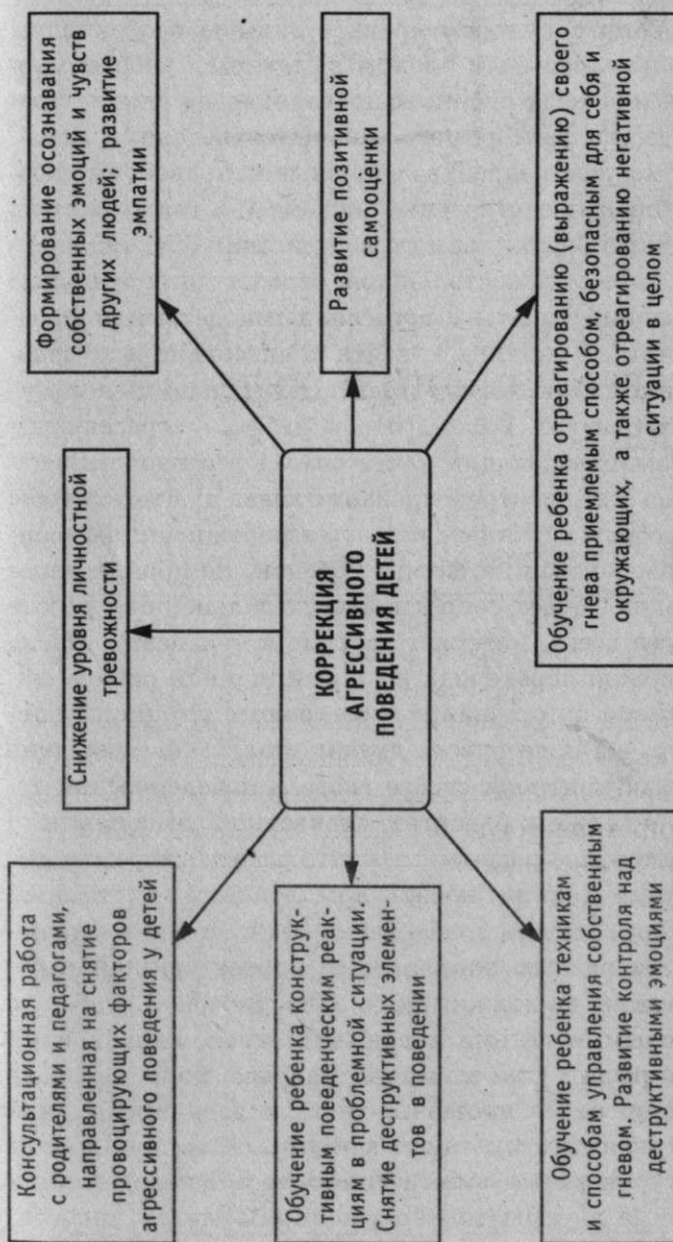 Консультационная работа
с родителями и педагогами,
направленная на снятие
провоцирующих факторов
агрессивного поведения у детей
Снижение уровня личностной
тревожности
Формирование осознавания
собственных эмоций и чувств
других людей; развитие
эмпатии
Обучение ребенка конструк-
тивным поведенческим реак-
циям в проблемной ситуации.
Снятие деструктивных элемен-
тов в поведении
КОРРЕКЦИЯ
АГРЕССИВНОГО
ПОВЕДЕНИЯ ДЕТЕЙ
Развитие позитивной
самооценки
Обучение ребенка техникам
и способам управления собственным
гневом. Развитие контроля над
деструктивными эмоциями
Обучение ребенка отреагированию (выражению) своего
гнева приемлемым способом, безопасным для себя и
окружающих, а также отреагированию негативной
ситуации в целом